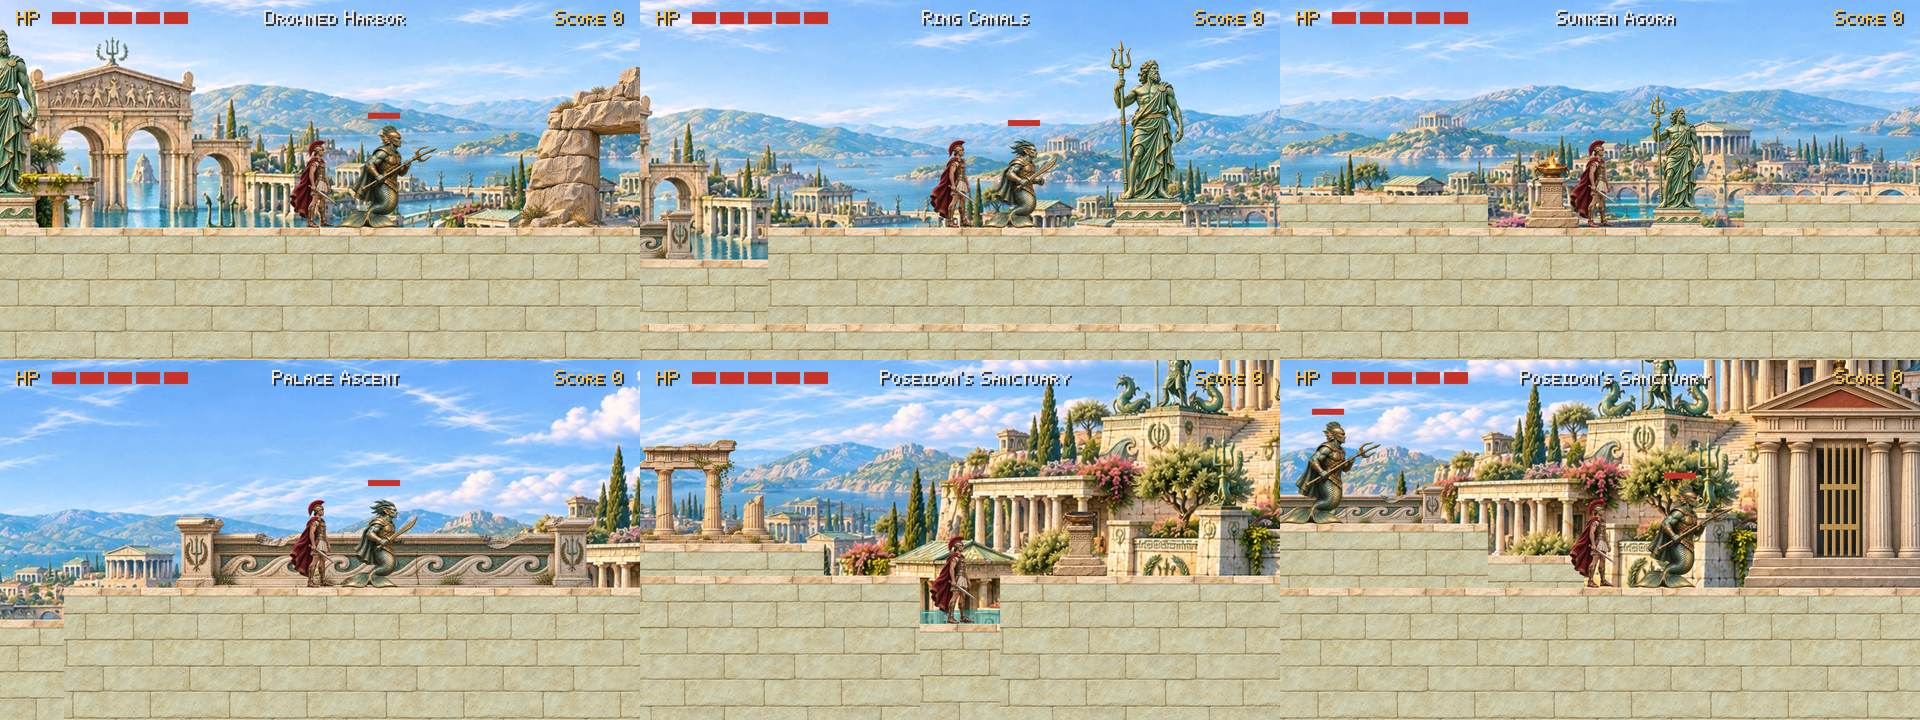 HP Drowned Harbor Score 0
HP Ring Canals Score 0
HP Sunken Agora Score 0
HP Palace Ascent Score 0
HP Poseidon's Sanctuary Score 0
HP Poseidon's Sanctuary Score 0